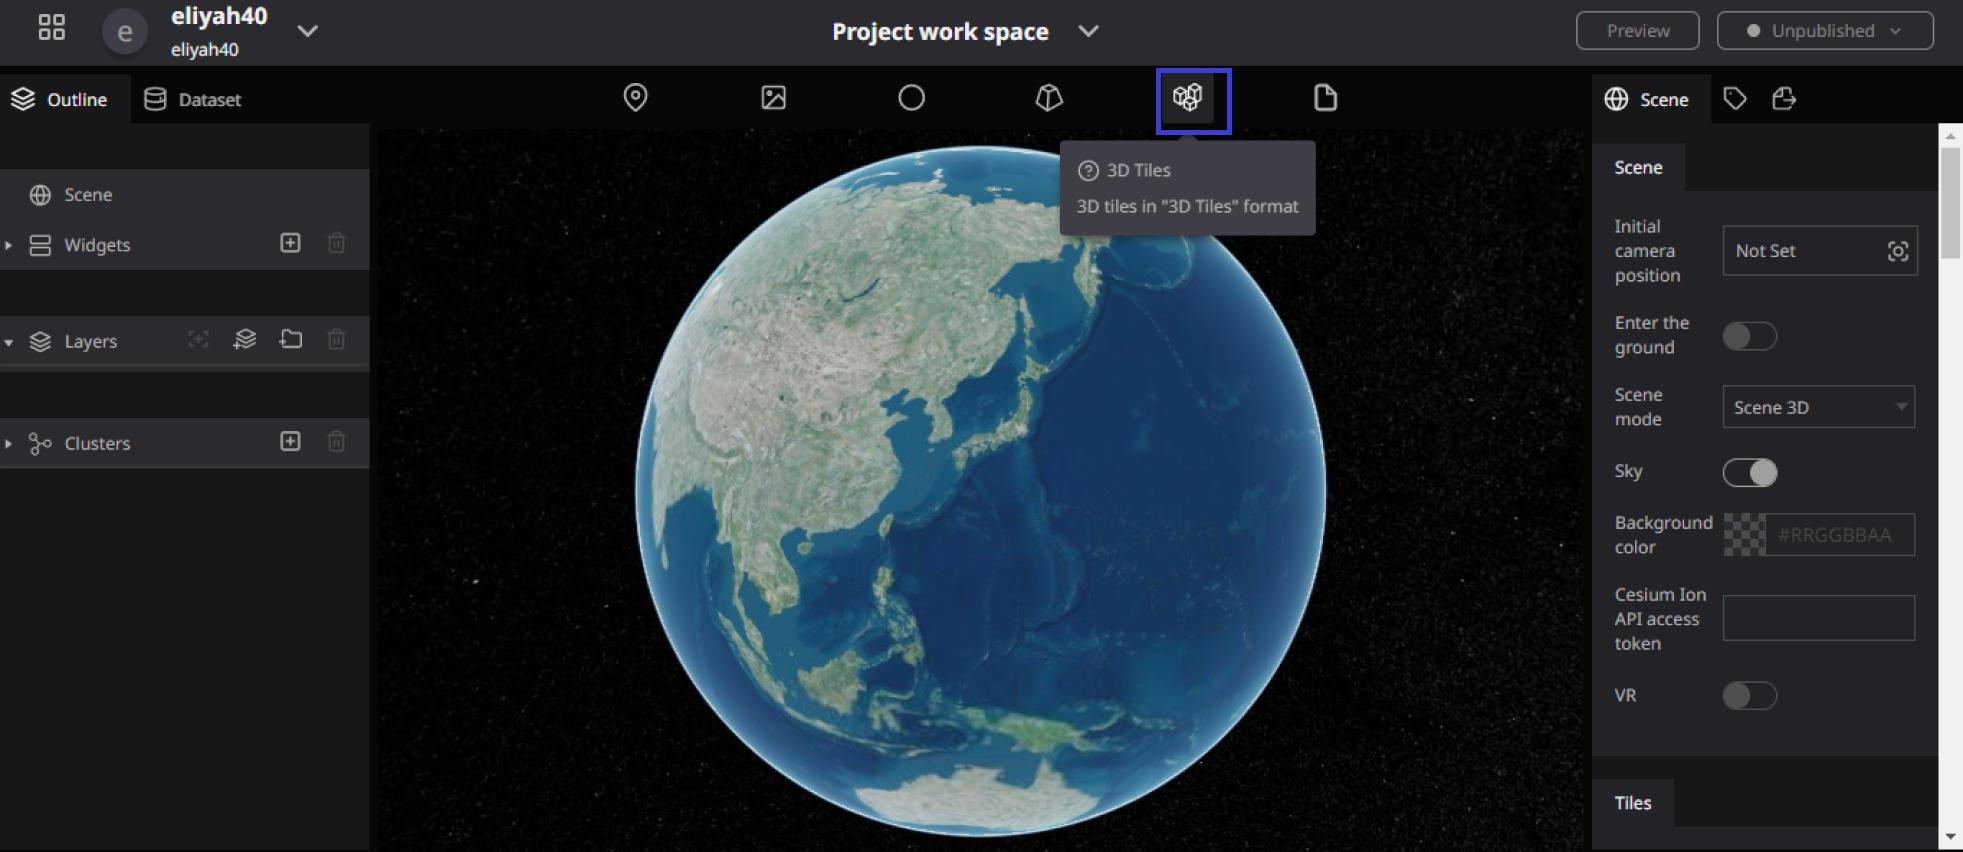 e
eliyah40
eliyah40
Project work space
Preview
Unpublished
Outline
Dataset
Scene
3D Tiles
3D tiles in "3D Tiles" format
Scene
Widgets
Layers
Clusters
Scene
Initial
camera
position
Not Set
Enter the
ground
Scene
mode
Scene 3D
Sky
Background
color
#RRGGBBAA
Cesium Ion
API access
token
VR
Tiles